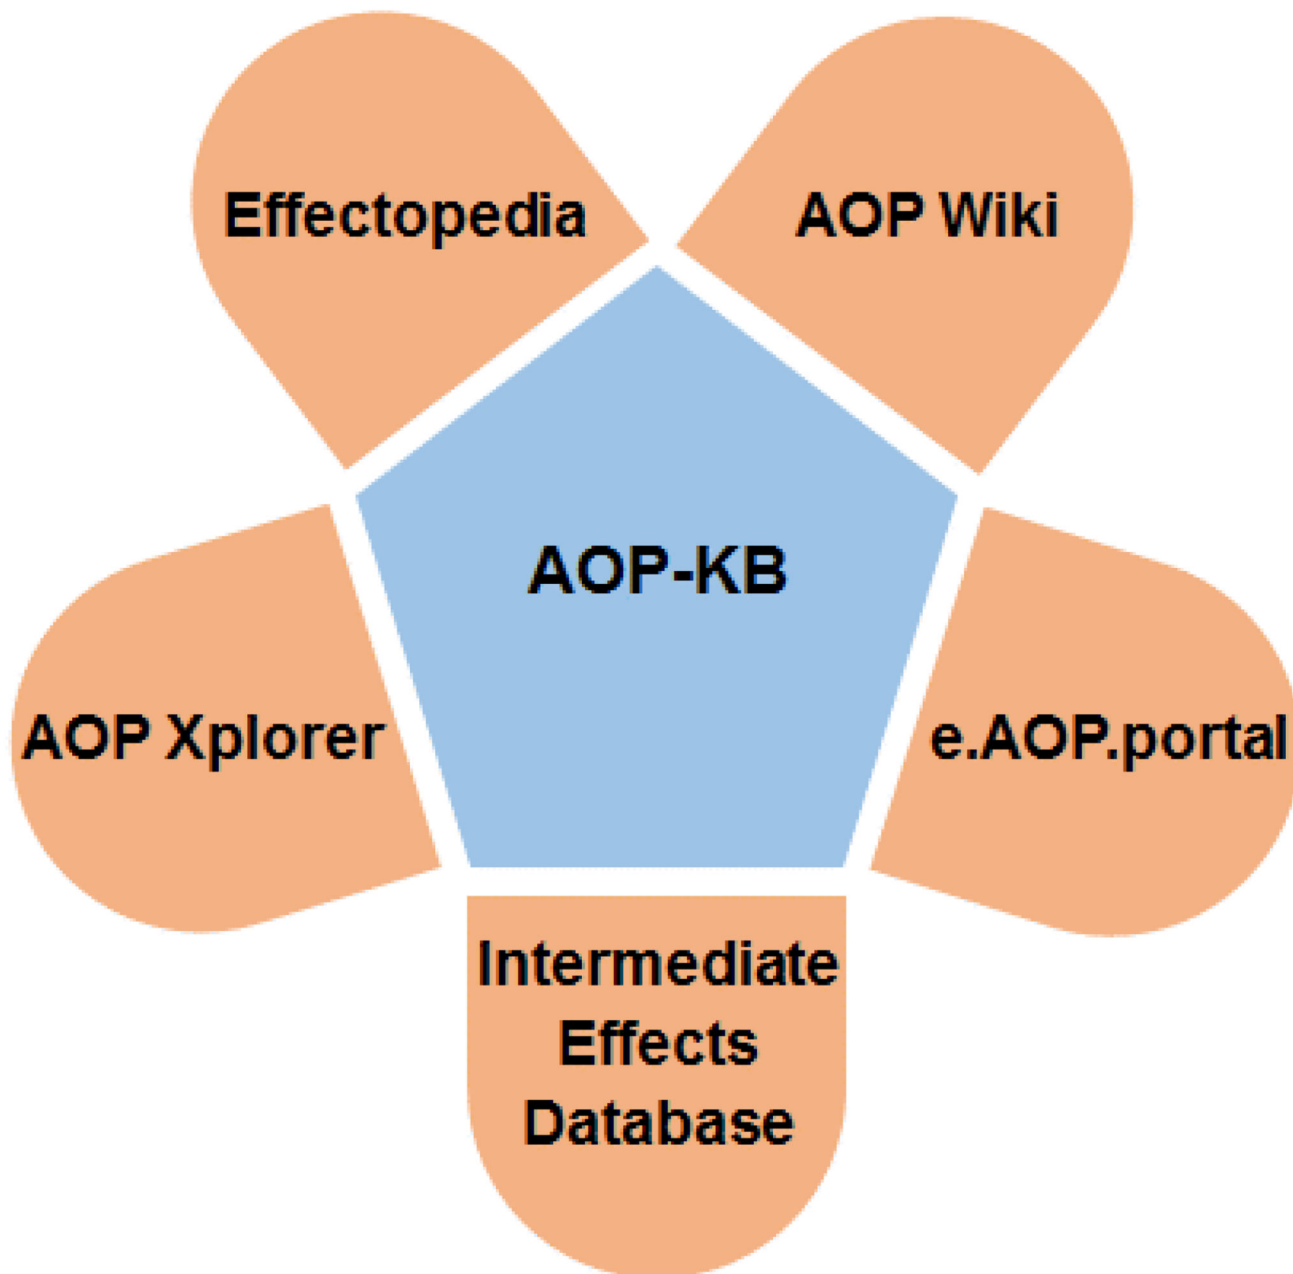 Effectopedia
AOP Wiki
AOP-KB
AOP Xplorer
e.AOP.portal
Intermediate
Effects
Database